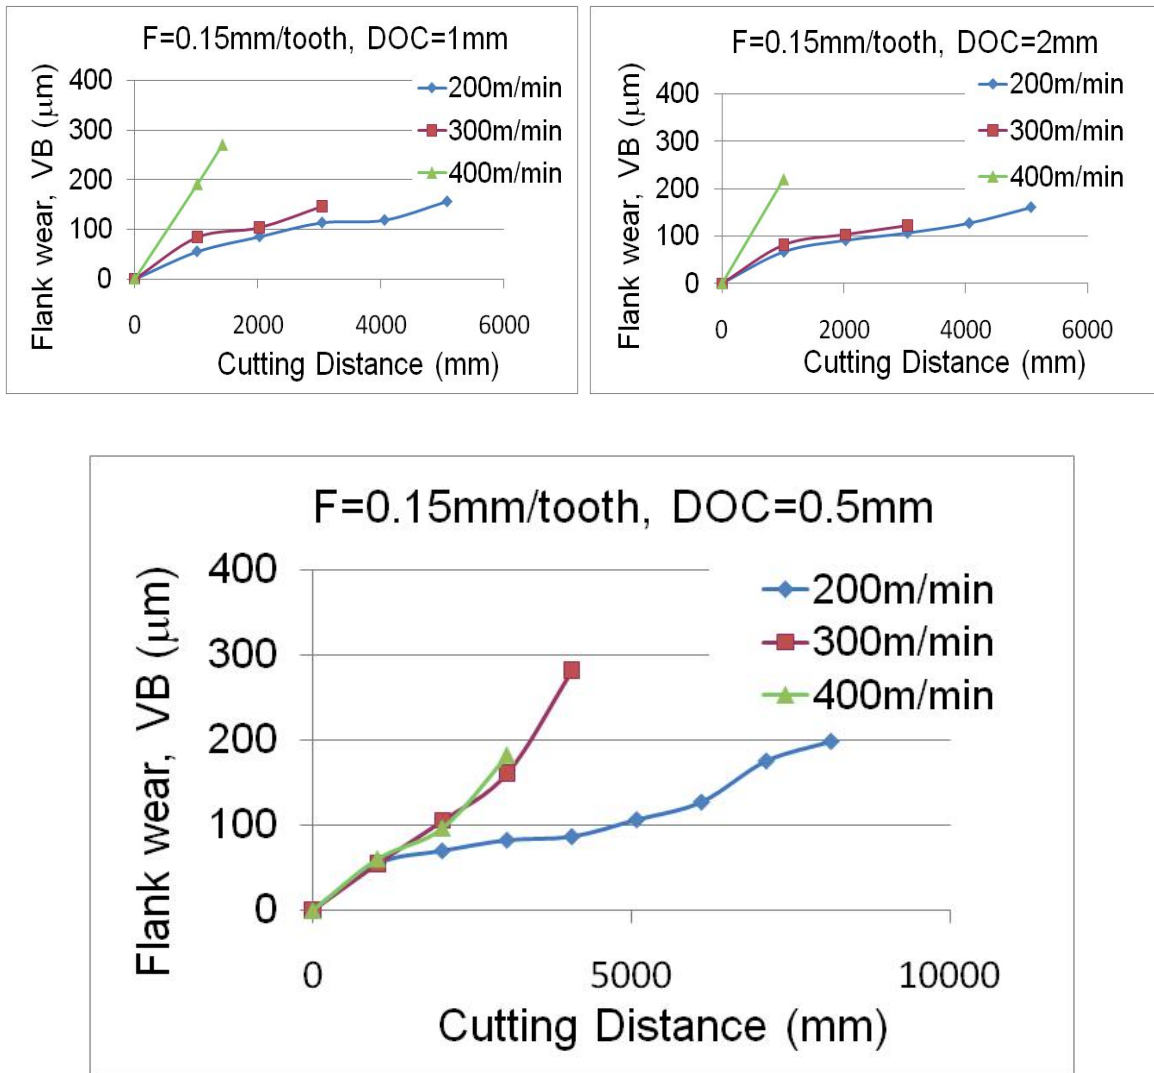 F=0.15mm/tooth, DOC=1mm
Flank wear, VB (μm)
400
300
200
100
0
0 2000 4000 6000
Cutting Distance (mm)
200m/min
300m/min
400m/min
F=0.15mm/tooth, DOC=2mm
Flank wear, VB (μm)
400
300
200
100
0
0 2000 4000 6000
Cutting Distance (mm)
200m/min
300m/min
400m/min
F=0.15mm/tooth, DOC=0.5mm
Flank wear, VB (μm)
400
300
200
100
0
0 5000 10000
Cutting Distance (mm)
200m/min
300m/min
400m/min